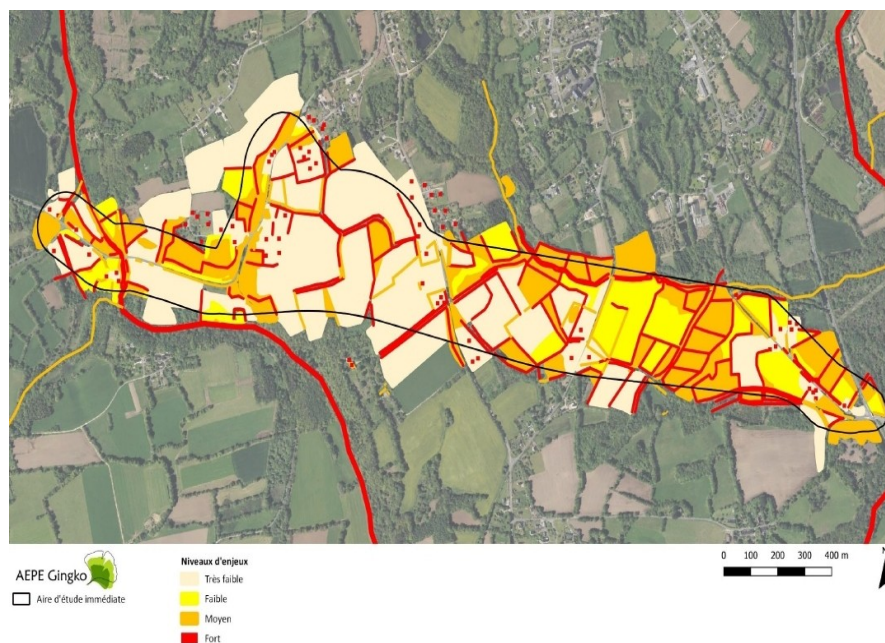 AEPE Gingko
Aire d'étude immédiate
Niveaux d'enjeux
Très faible
Faible
Moyen
Fort
0 100 200 300 400 m
N